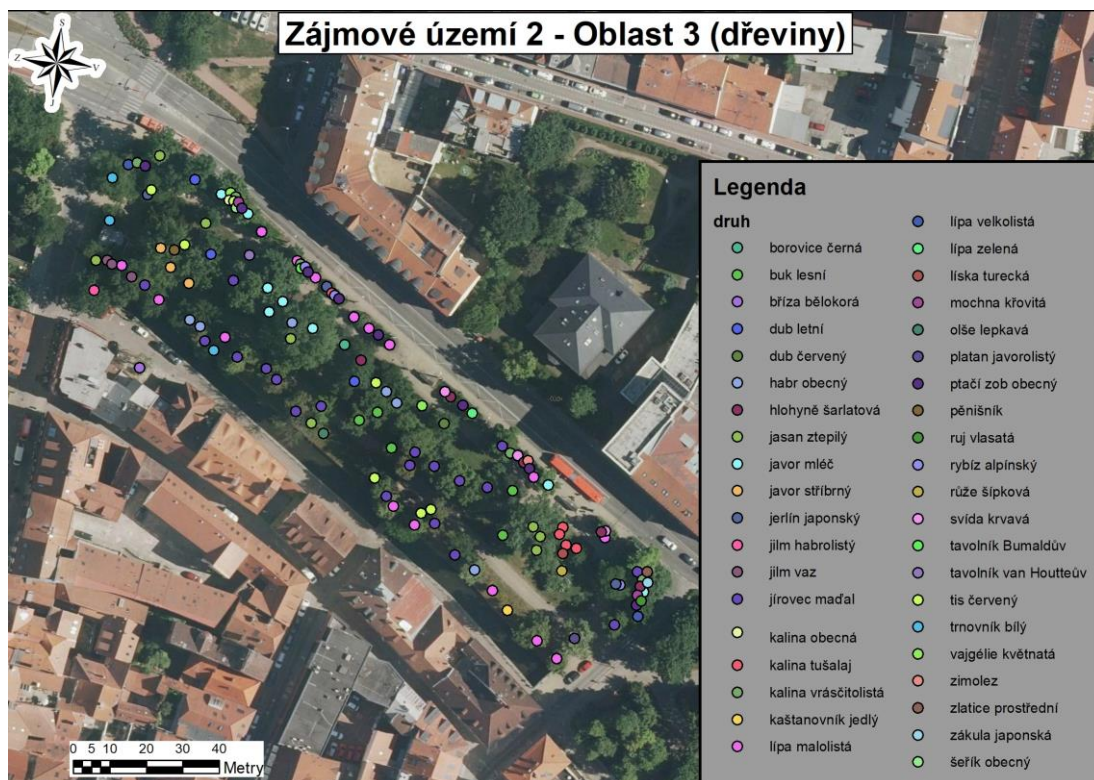 Zájmové území 2 - Oblast 3 (dřeviny)
S
Z
V
J
Legenda
druh
borovice černá
buk lesní
bříza bělokorá
dub letní
dub červený
habr obecný
hlohyně šarlatová
jasan ztepilý
javor mléč
javor stříbrný
jerlín japonský
jilm habrolistý
jilm vaz
jírovec maďal
kalina obecná
kalina tušalaj
kalina vrásčitolistá
kaštanovník jedlý
lípa malolistá
lípa velkolistá
lípa zelená
líska turecká
mochna křovitá
olše lepkavá
platan javorolistý
ptačí zob obecný
pěnišník
ruj vlasatá
rybíz alpínský
růže šípková
svída krvavá
tavolník Bumaldův
tavolník van Houtteův
tis červený
trnovník bílý
vajgélie květnatá
zimolez
zlatice prostřední
zákula japonská
šeřík obecný
0 5 10 20 30 40
Metry